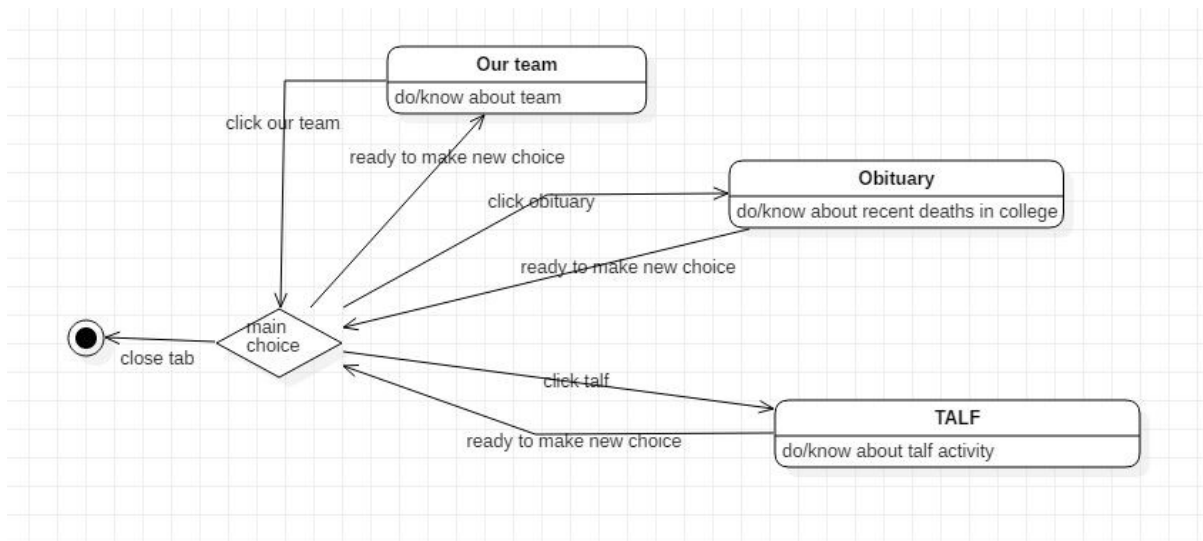 Our team
do/know about team
click our team
ready to make new choice
Obituary
do/know about recent deaths in college
click obituary
ready to make new choice
main
choice
close tab
click talf
TALF
do/know about talf activity
ready to make new choice